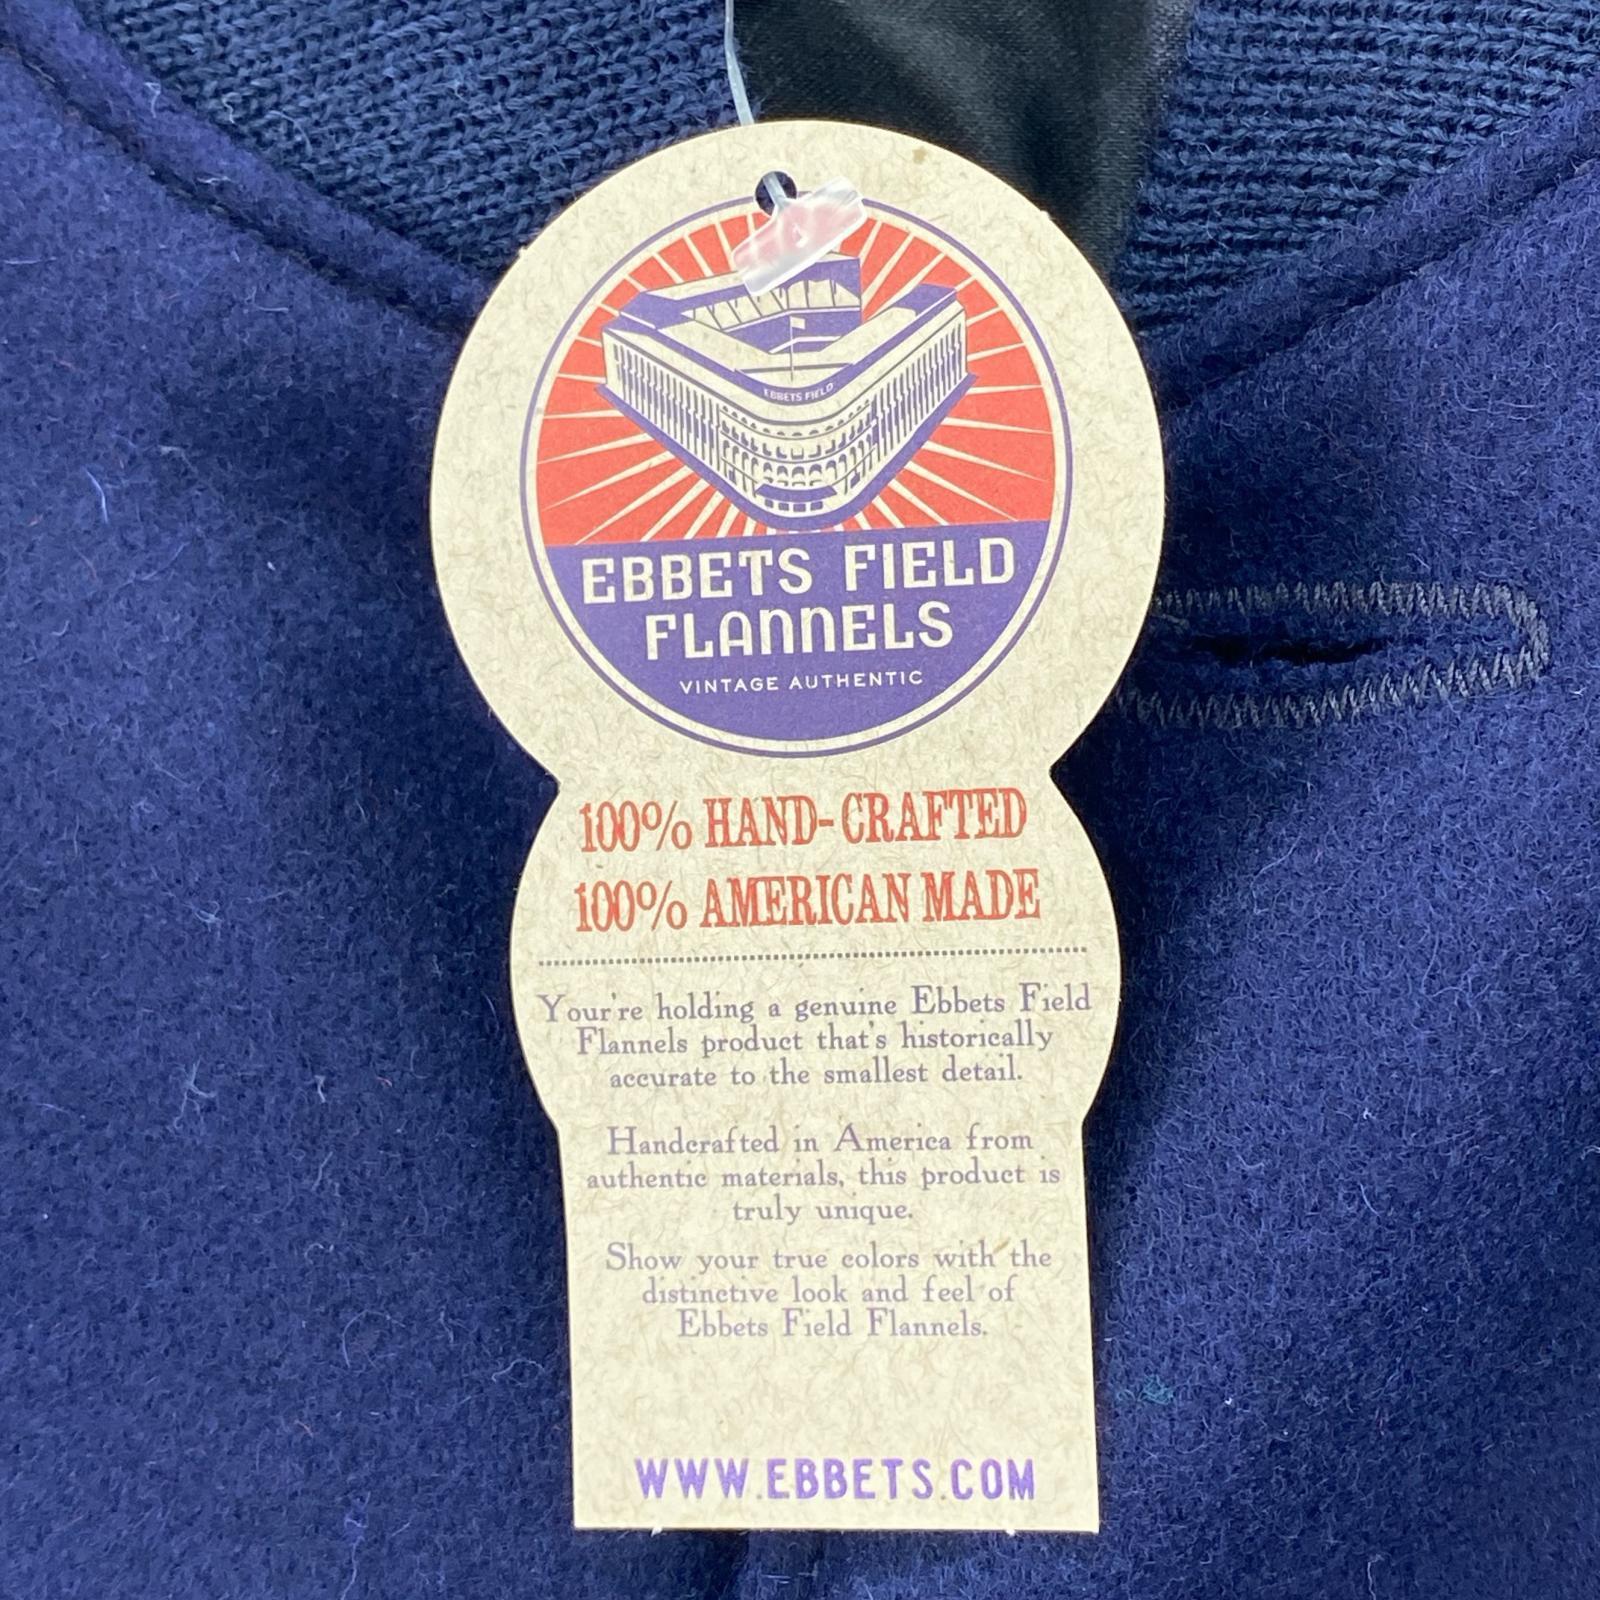 EBBETS FIELD
EBBETS FIELD
FLANNELS
VINTAGE AUTHENTIC
100% HAND-CRAFTED
100% AMERICAN MADE
Your're holding a genuine Ebbets Field
Flannels product that's historically
accurate to the smallest detail.
Handcrafted in America from
authentic materials, this product is
truly unique.
Show your true colors with the
distinctive look and feel of
Ebbets Field Flannels.
WWW.EBBETS.COM